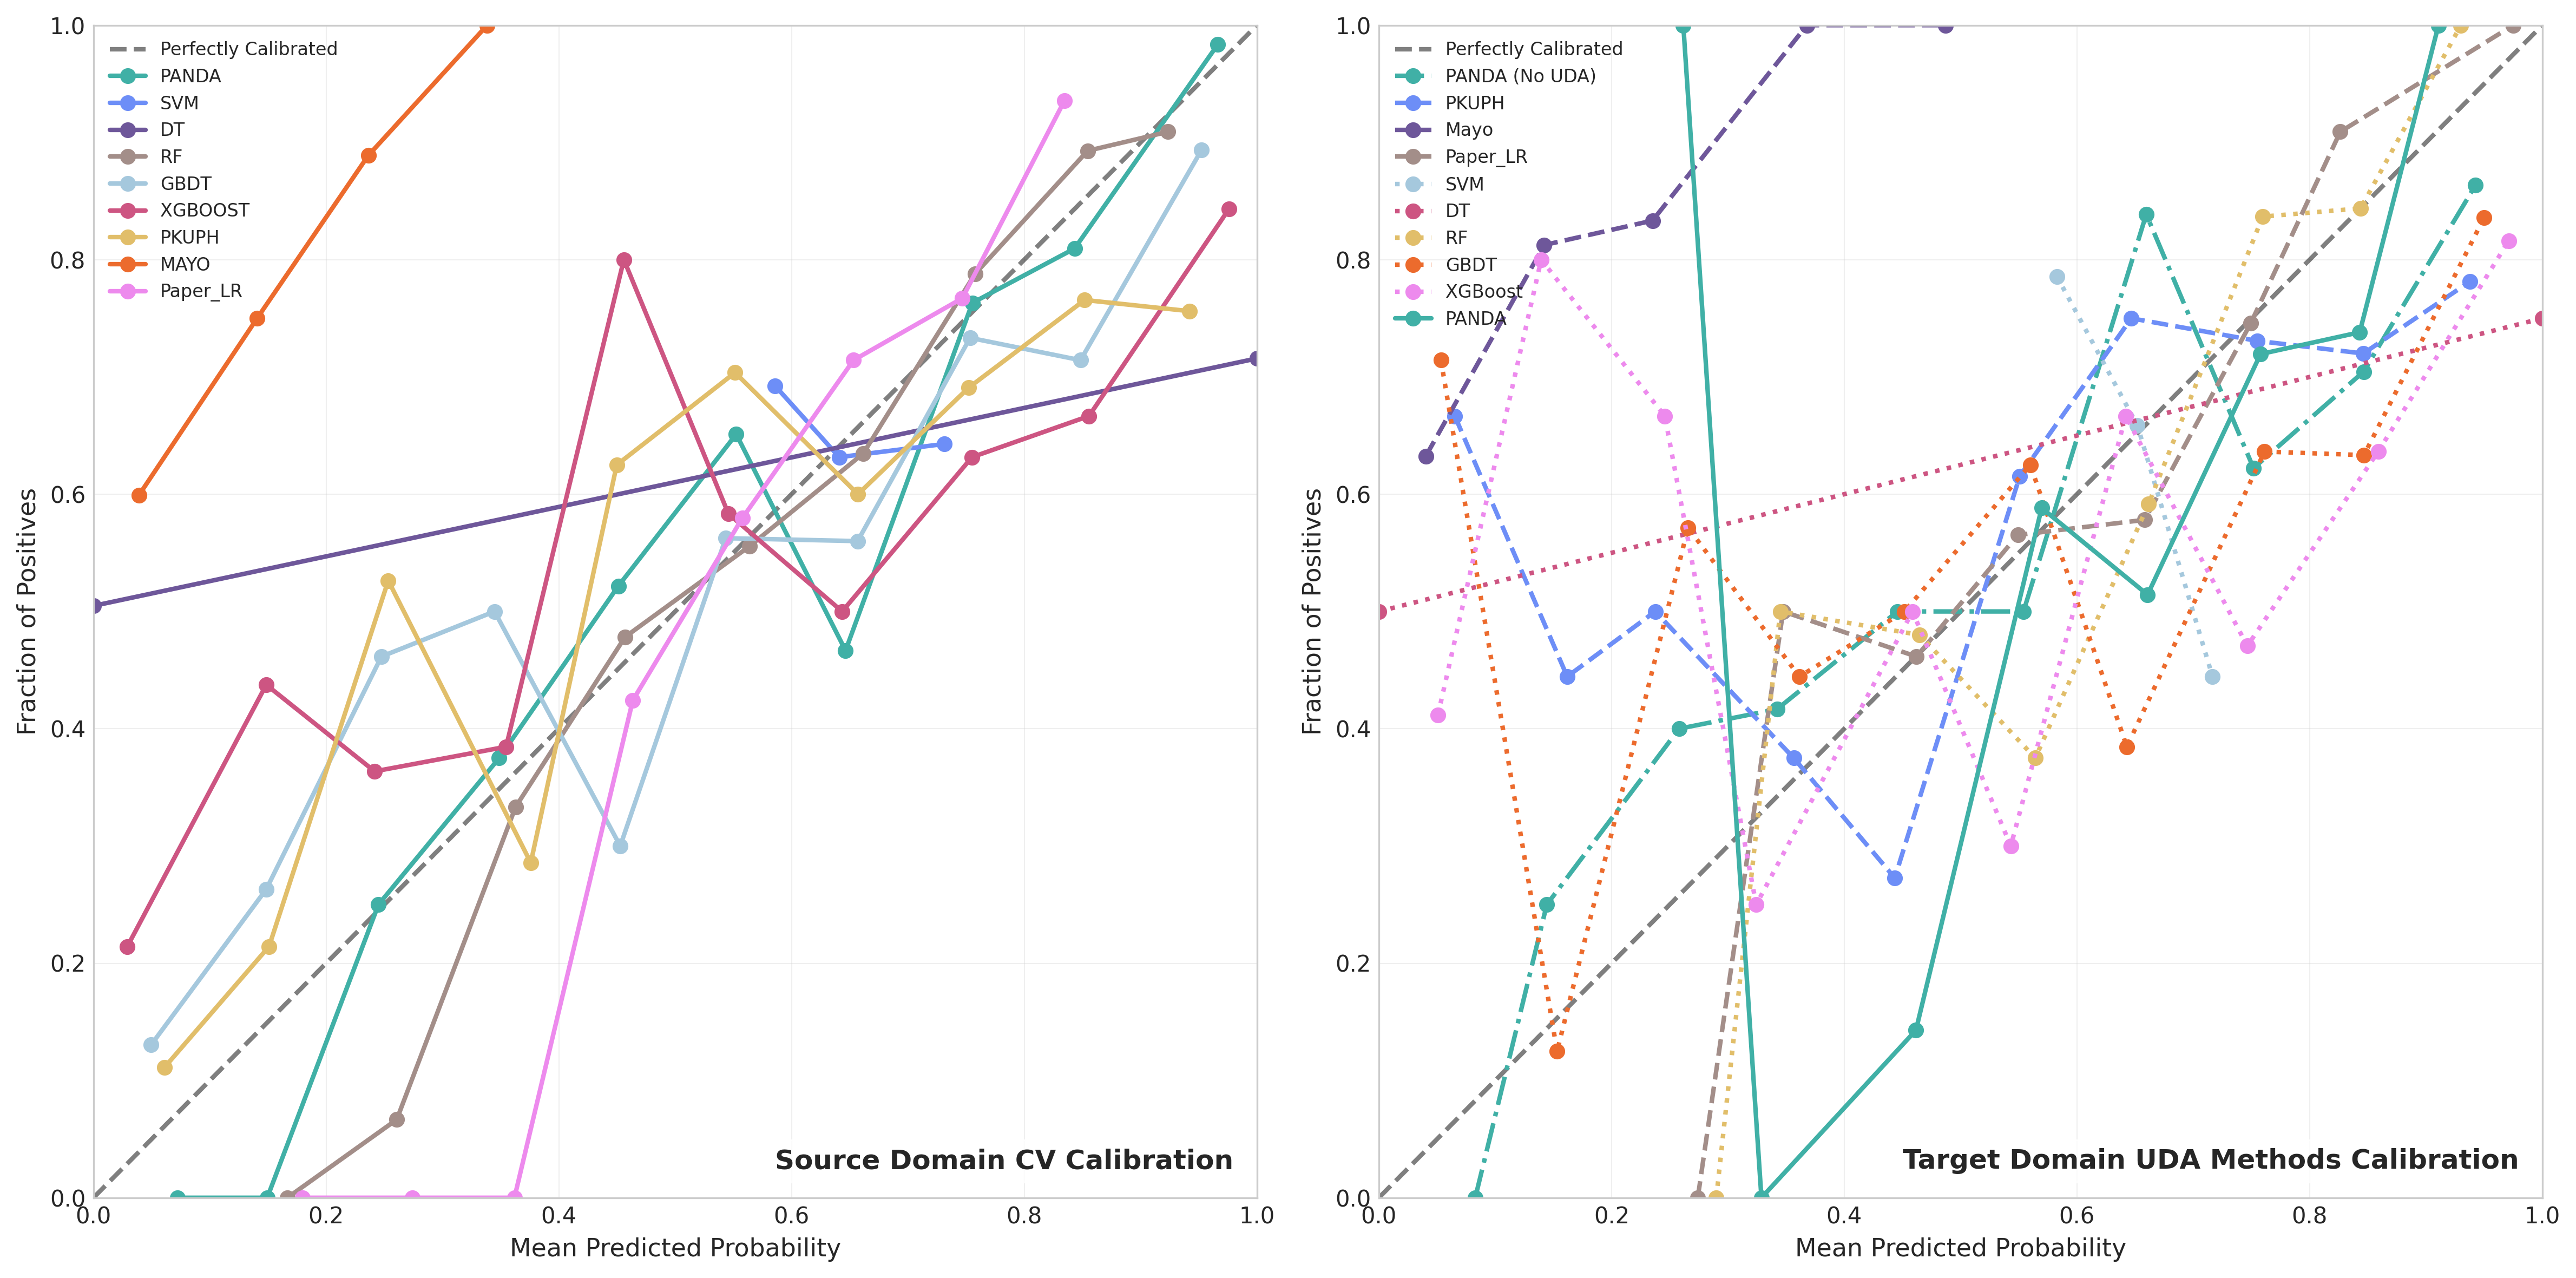 1.0
0.8
0.6
0.4
0.2
0.0
Fraction of Positives
Perfectly Calibrated
PANDA
SVM
DT
RF
GBDT
XGBOOST
PKUPH
MAYO
Paper_LR
Source Domain CV Calibration
0.0 0.2 0.4 0.6 0.8 1.0
Mean Predicted Probability
1.0
0.8
0.6
0.4
0.2
0.0
Fraction of Positives
Perfectly Calibrated
PANDA (No UDA)
PKUPH
Mayo
Paper_LR
SVM
DT
RF
GBDT
XGBoost
PANDA
Target Domain UDA Methods Calibration
0.0 0.2 0.4 0.6 0.8 1.0
Mean Predicted Probability